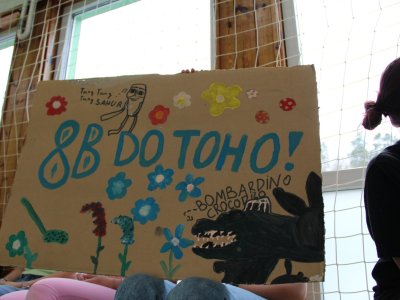 Tung Tung
Tung SAHUR
8B DO TOHO!
BOMBARDINO
CROCODILO